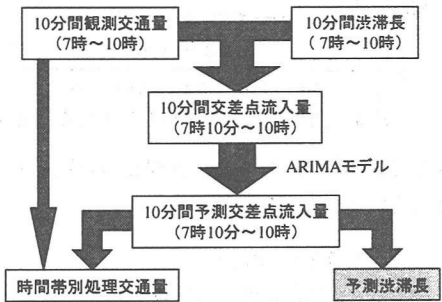 10分間観測交通量
(7時~10時)
10分間渋滞長
(7時~10時)
10分間交差点流入量
(7時10分~10時)
ARIMAモデル
10分間予測交差点流入量
(7時10分~10時)
時間帯別処理交通量
予測渋滞長